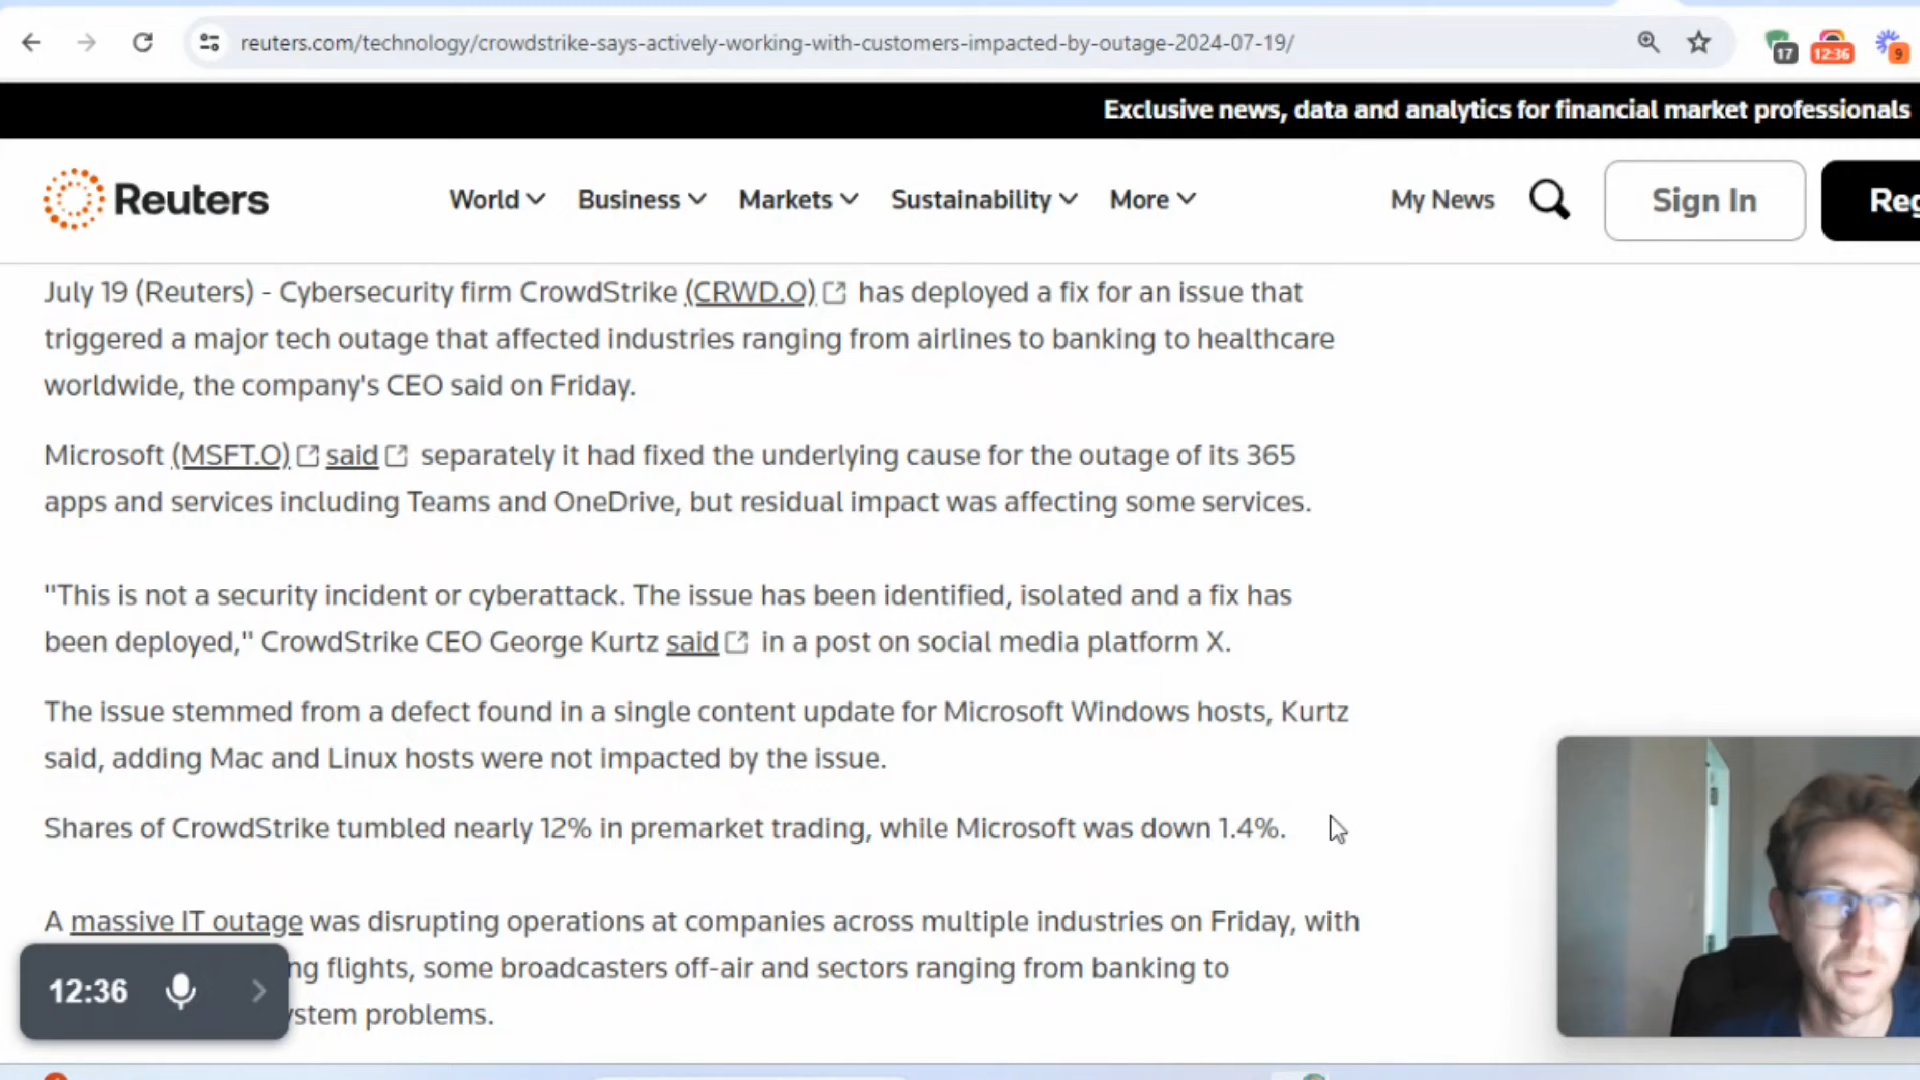 reuters.com/technology/crowdstrike-says-actively-working-with-customers-impacted-by-outage-2024-07-19/
17
12:36
9
Exclusive news, data and analytics for financial market professionals
Reuters
World
Business
Markets
Sustainability
More
My News
Sign In
Reg
July 19 (Reuters) - Cybersecurity firm CrowdStrike (CRWD.O) has deployed a fix for an issue that
triggered a major tech outage that affected industries ranging from airlines to banking to healthcare
worldwide, the company's CEO said on Friday.
Microsoft (MSFT.O) said separately it had fixed the underlying cause for the outage of its 365
apps and services including Teams and OneDrive, but residual impact was affecting some services.
"This is not a security incident or cyberattack. The issue has been identified, isolated and a fix has
been deployed," CrowdStrike CEO George Kurtz said in a post on social media platform X.
The issue stemmed from a defect found in a single content update for Microsoft Windows hosts, Kurtz
said, adding Mac and Linux hosts were not impacted by the issue.
Shares of CrowdStrike tumbled nearly 12% in premarket trading, while Microsoft was down 1.4%.
A massive IT outage was disrupting operations at companies across multiple industries on Friday, with
ng flights, some broadcasters off-air and sectors ranging from banking to
ystem problems.
12:36